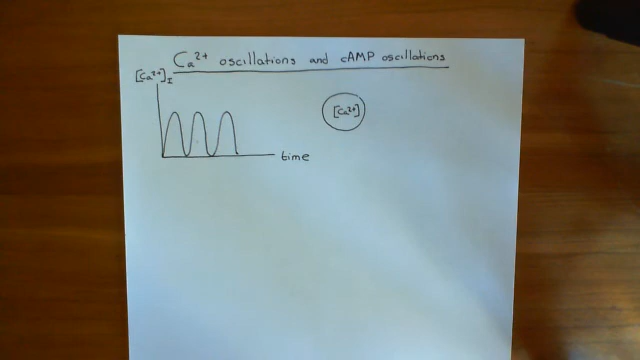 Ca²⁺ oscillations and cAMP oscillations
[Ca²⁺]ᵢ
[Ca²⁺]
time